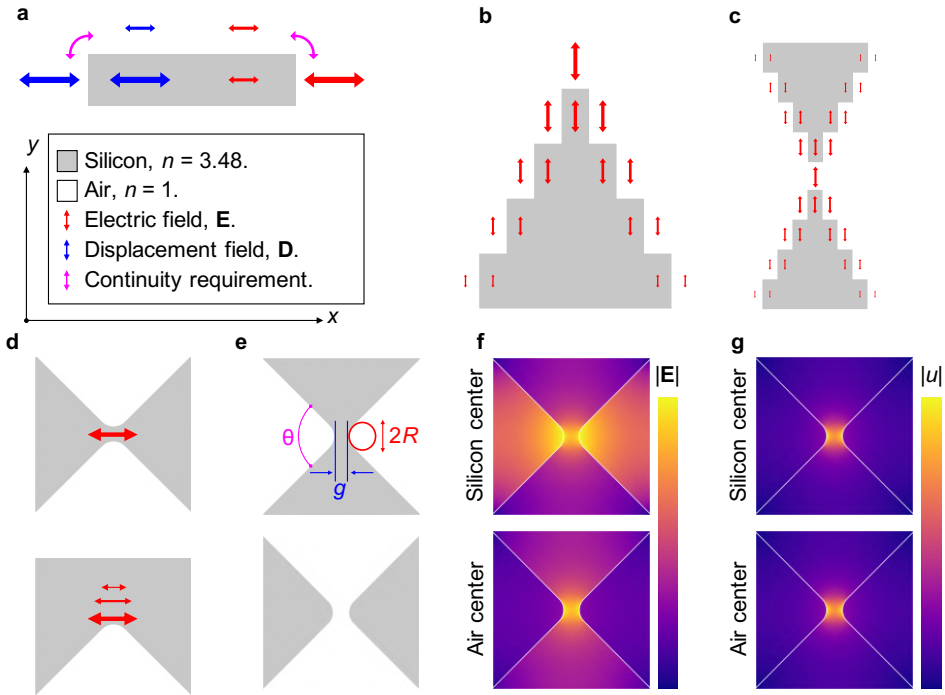 a
b
c
y
Silicon, n = 3.48.
Air, n = 1.
Electric field, E.
Displacement field, D.
Continuity requirement.
x
d
e
f
g
θ
2R
g
Silicon center
Air center
|E|
Silicon center
Air center
|u|